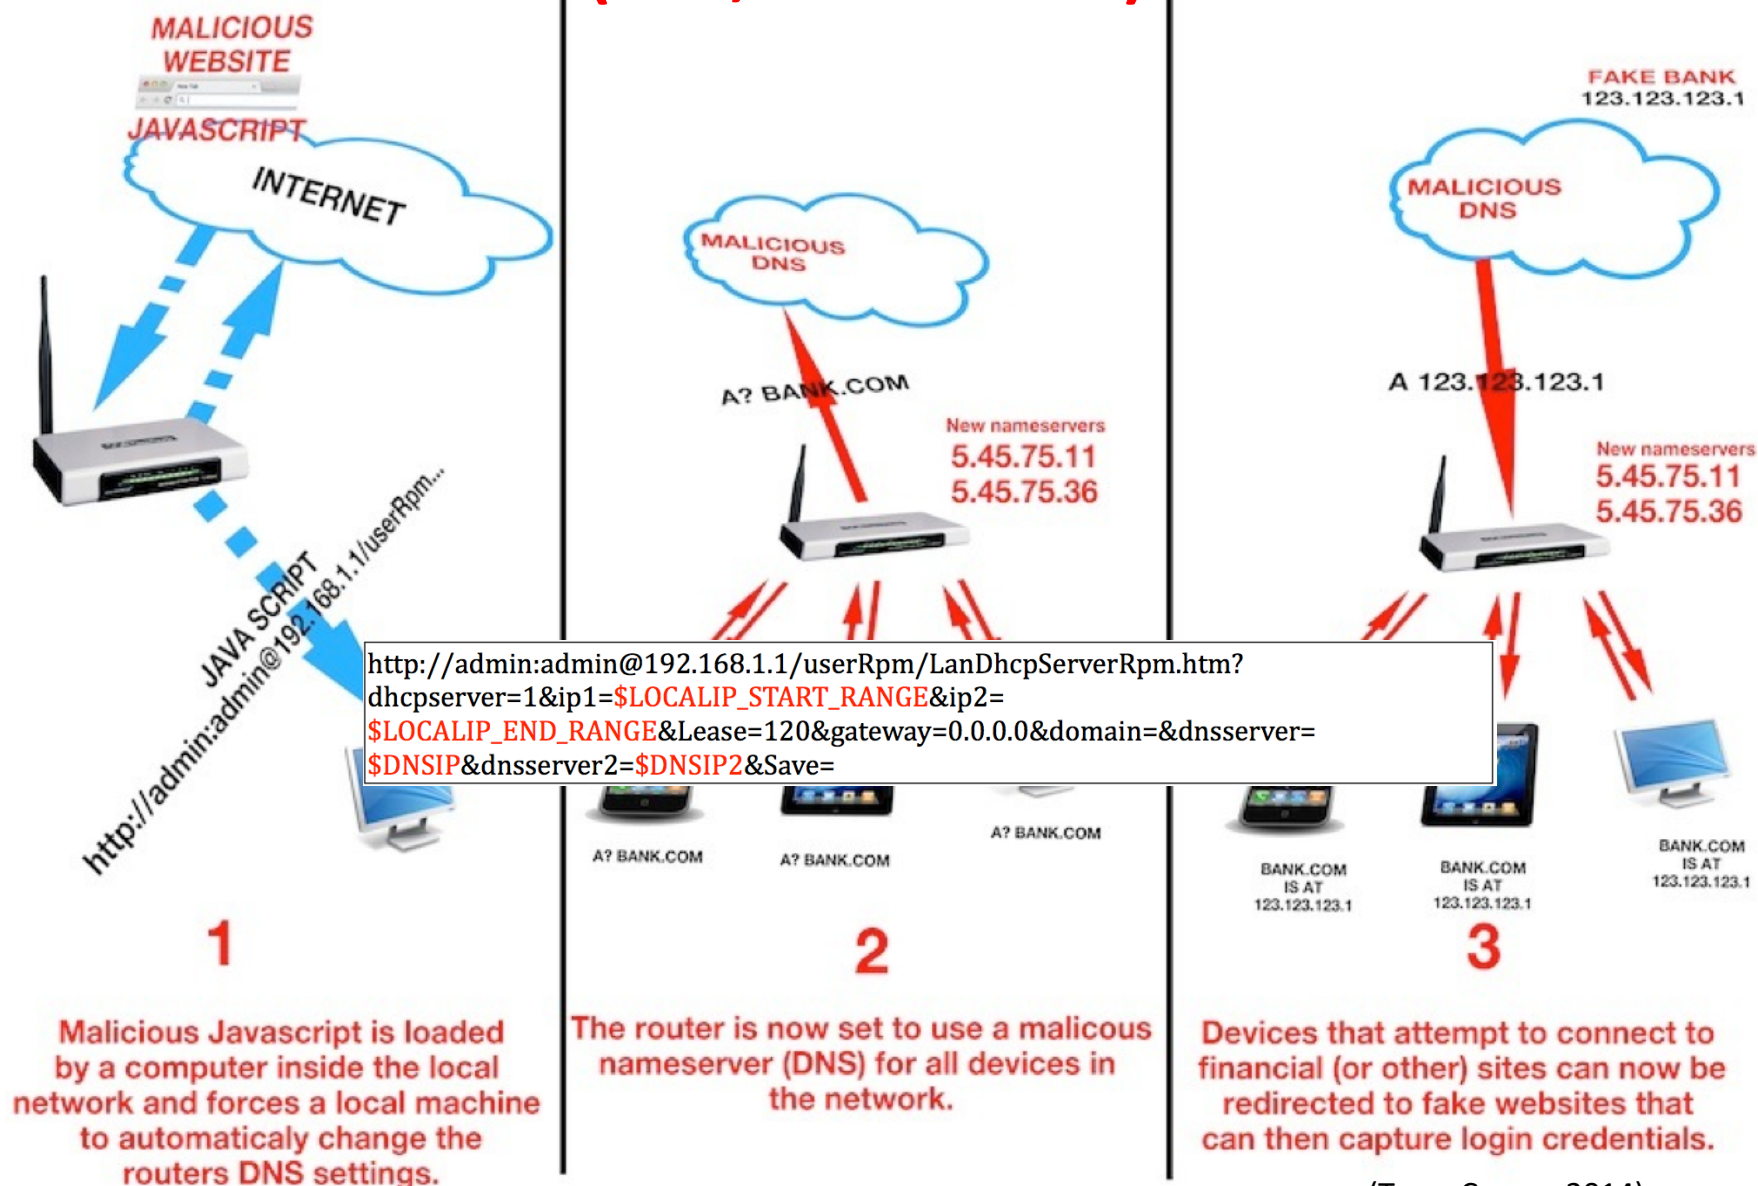 MALICIOUS
WEBSITE
New Tab
JAVASCRIPT
INTERNET
JAVA SCRIPT
http://admin:admin@192.168.1.1/userRpm...
1
Malicious Javascript is loaded
by a computer inside the local
network and forces a local machine
to automaticaly change the
routers DNS settings.
MALICIOUS
DNS
A? BANK.COM
New nameservers
5.45.75.11
5.45.75.36
http://admin:admin@192.168.1.1/userRpm/LanDhcpServerRpm.htm?
dhcpserver=1&ip1=$LOCALIP_START_RANGE&ip2=
$LOCALIP_END_RANGE&Lease=120&gateway=0.0.0.0&domain=&dnsserver=
$DNSIP&dnsserver2=$DNSIP2&Save=
A? BANK.COM
A? BANK.COM
A? BANK.COM
2
The router is now set to use a malicous
nameserver (DNS) for all devices in
the network.
FAKE BANK
123.123.123.1
MALICIOUS
DNS
A 123.123.123.1
New nameservers
5.45.75.11
5.45.75.36
BANK.COM
IS AT
123.123.123.1
BANK.COM
IS AT
123.123.123.1
BANK.COM
IS AT
123.123.123.1
3
Devices that attempt to connect to
financial (or other) sites can now be
redirected to fake websites that
can then capture login credentials.